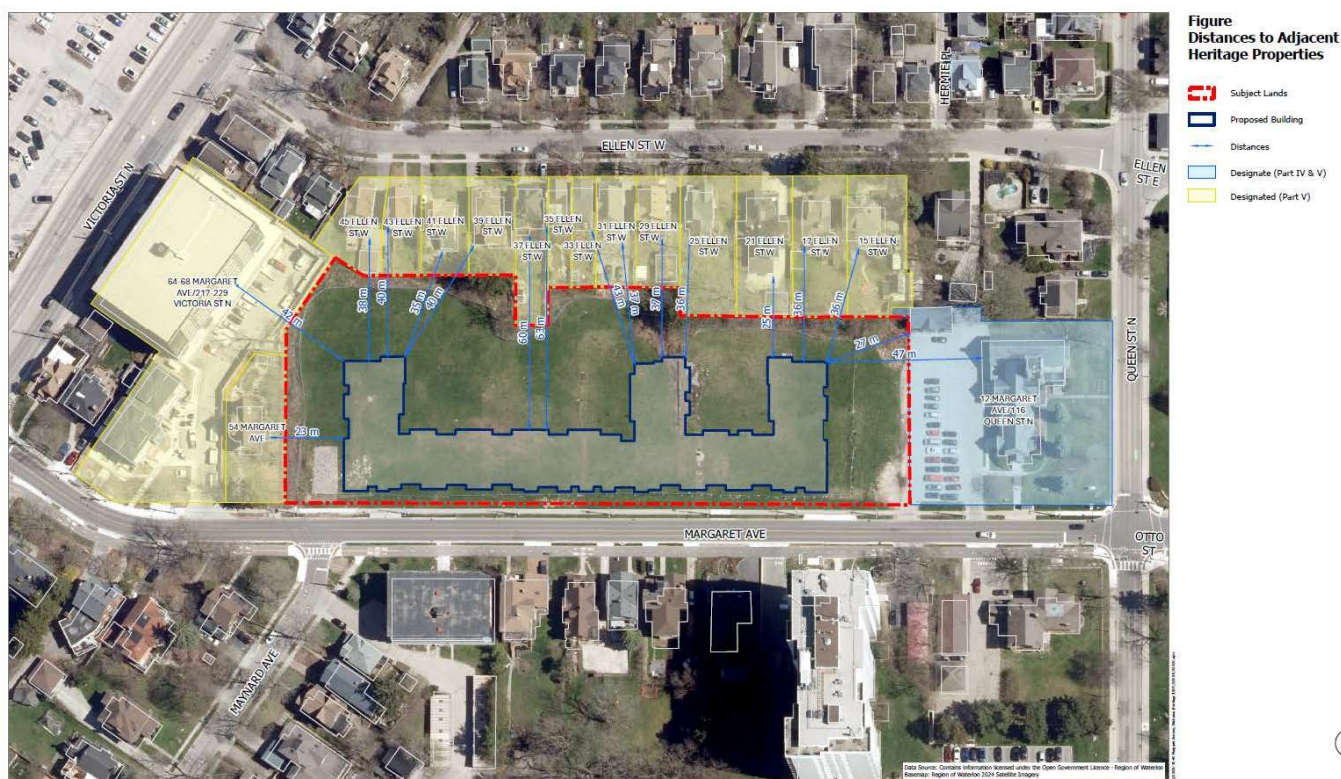 Figure
Distances to Adjacent
Heritage Properties
Subject Lands
Proposed Building
Distances
Designate (Part IV & V)
Designated (Part V)
HERMIE PL
ELLEN ST W
ELLEN
ST E
VICTORIA ST N
QUEEN ST N
45 ELLEN
ST W
43 ELLEN
ST W
41 ELLEN
ST W
39 ELLEN
ST W
37 ELLEN
ST W
35 ELLEN
ST W
33 ELLEN
ST W
31 ELLEN
ST W
29 ELLEN
ST W
25 ELLEN
ST W
21 ELLEN
ST W
17 ELLEN
ST W
15 ELLEN
ST W
64-68 MARGARET
AVE/217-229
VICTORIA ST N
42 m
38 m
40 m
35 m
40 m
60 m
63 m
43 m
37 m
37 m
36 m
25 m
36 m
36 m
27 m
47 m
12 MARGARET
AVE/116
QUEEN ST N
54 MARGARET
AVE
23 m
MARGARET AVE
OTTO
ST
MAYNARD AVE
Data Source: Contains information licensed under the Open Government Licence - Region of Waterloo
Basemap: Region of Waterloo 2024 Satellite Imagery